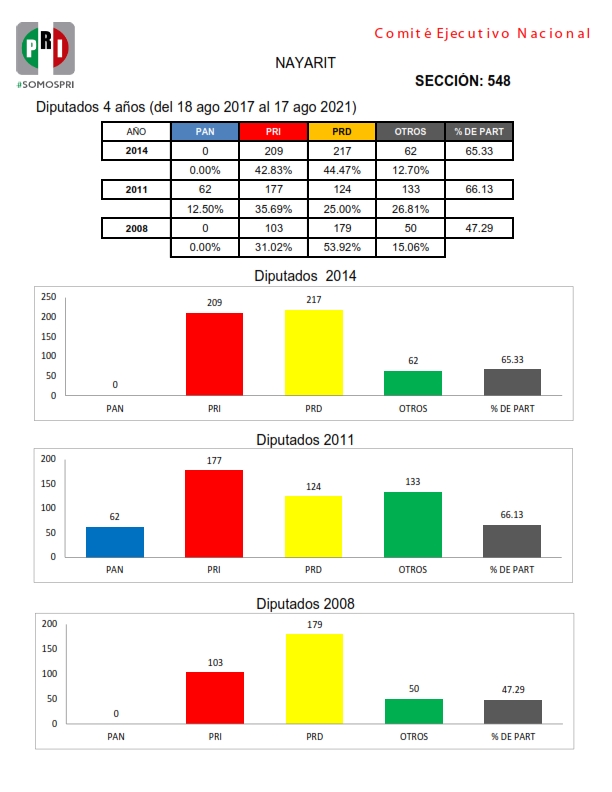 Comité Ejecutivo Nacional
PRI
#SOMOSPRI
NAYARIT
SECCIÓN: 548
Diputados 4 años (del 18 ago 2017 al 17 ago 2021)
AÑO PAN PRI PRD OTROS % DE PART
2014 0 209 217 62 65.33
0.00% 42.83% 44.47% 12.70%
2011 62 177 124 133 66.13
12.50% 35.69% 25.00% 26.81%
2008 0 103 179 50 47.29
0.00% 31.02% 53.92% 15.06%
Diputados 2014
250
200
150
100
50
0
0 209 217 62 65.33
PAN PRI PRD OTROS % DE PART
Diputados 2011
200
150
100
50
0
62 177 124 133 66.13
PAN PRI PRD OTROS % DE PART
Diputados 2008
200
150
100
50
0
0 103 179 50 47.29
PAN PRI PRD OTROS % DE PART